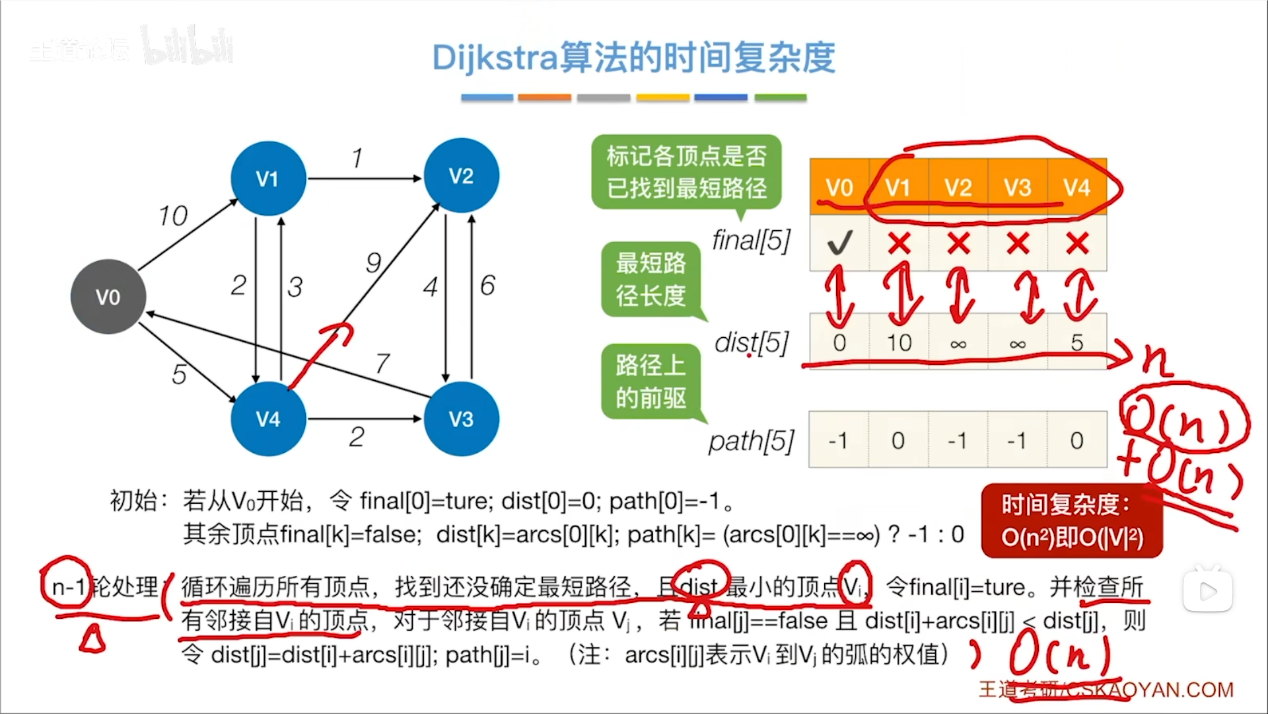 bilibili
Dijkstra算法的时间复杂度
V1
1
V2
10
2
3
9
4
6
V0
5
7
V4
2
V3
标记各顶点是否
已找到最短路径
V0 V1 V2 V3 V4
final[5] ✓ ✕ ✕ ✕ ✕
最短路
径长度
dist[5] 0 10 ∞ ∞ 5
n
路径上
的前驱
path[5] -1 0 -1 -1 0
O(n)
+O(n)
初始：若从V₀开始，令 final[0]=ture; dist[0]=0; path[0]=-1。
其余顶点final[k]=false; dist[k]=arcs[0][k]; path[k]= (arcs[0][k]==∞) ? -1 : 0
时间复杂度：
O(n²)即O(|V|²)
n-1轮处理：循环遍历所有顶点，找到还没确定最短路径，且dist 最小的顶点Vᵢ，令final[i]=ture。并检查所
有邻接自Vᵢ的顶点，对于邻接自Vᵢ的顶点 Vⱼ，若 final[j]==false 且 dist[i]+arcs[i][j] < dist[j]，则
令 dist[j]=dist[i]+arcs[i][j]; path[j]=i。（注：arcs[i][j]表示Vᵢ到Vⱼ的弧的权值）
O(n)
王道考研/CSKAOYAN.COM